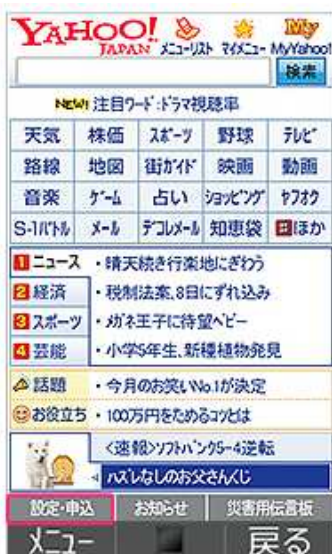 YAHOO!
JAPAN
メニューリスト マイメニュー My MyYahoo!
検索
NEW! 注目ワード:ドラマ視聴率
天気 株価 スポーツ 野球 テレビ
路線 地図 街ガイド 映画 動画
音楽 ゲーム 占い ショッピング ヤフオク
S-1バトル メール デコレメール 知恵袋 ほか
1 ニュース ・晴天続き行楽地にぎわう
2 経済 ・税制法案、8日にずれ込み
3 スポーツ ・メガネ王子に待望ベビー
4 芸能 ・小学5年生、新種植物発見
話題 ・今月のお笑いNo.1が決定
お役立ち ・100万円をためるコツとは
<速報>ソフトバンク5-4逆転
ハズレなしのお父さんくじ
設定・申込 お知らせ 災害用伝言板
メニュー 戻る